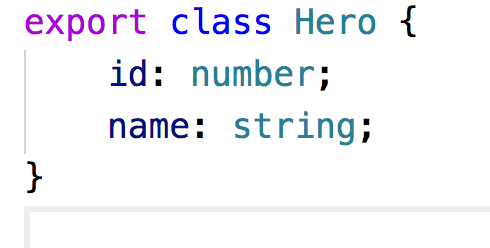 export class Hero {
    id: number;
    name: string;
}